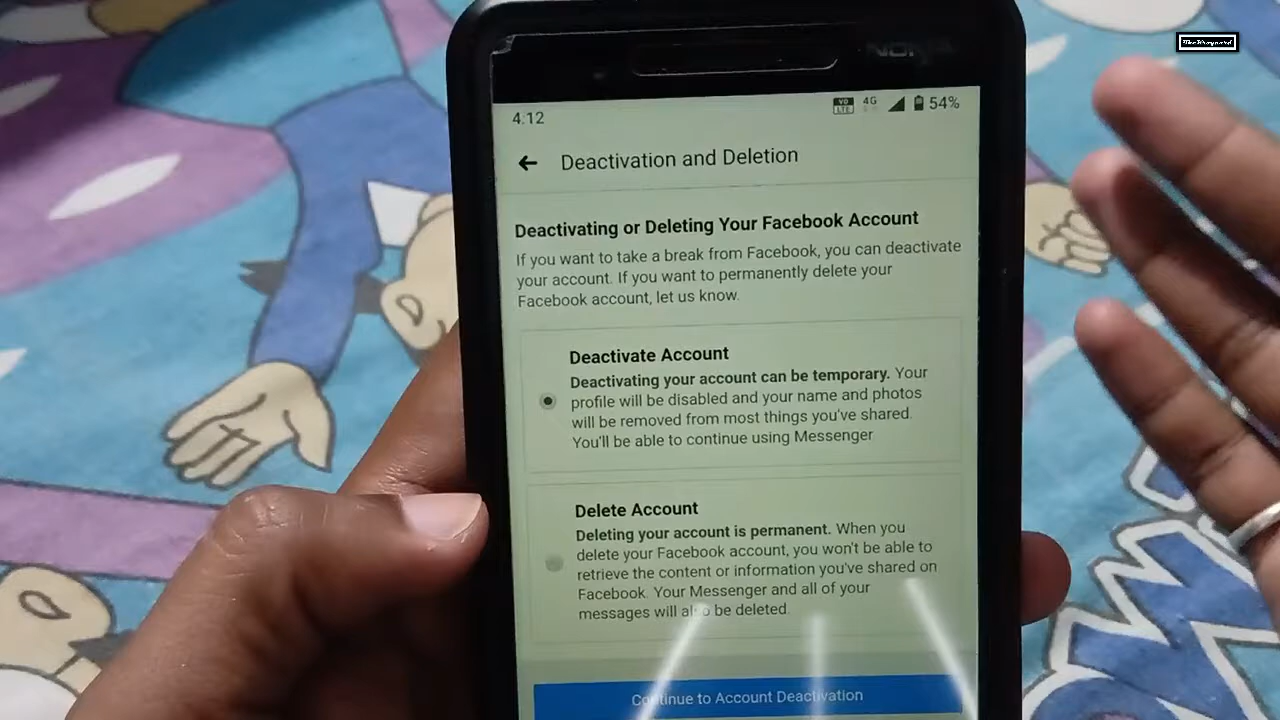 4.12
VO LTE 4G 54%
Deactivation and Deletion
Deactivating or Deleting Your Facebook Account
If you want to take a break from Facebook, you can deactivate
your account. If you want to permanently delete your
Facebook account, let us know.
Deactivate Account
Deactivating your account can be temporary. Your
profile will be disabled and your name and photos
will be removed from most things you've shared.
You'll be able to continue using Messenger
Delete Account
Deleting your account is permanent. When you
delete your Facebook account, you won't be able to
retrieve the content or information you've shared on
Facebook. Your Messenger and all of your
messages will also be deleted.
Continue to Account Deactivation